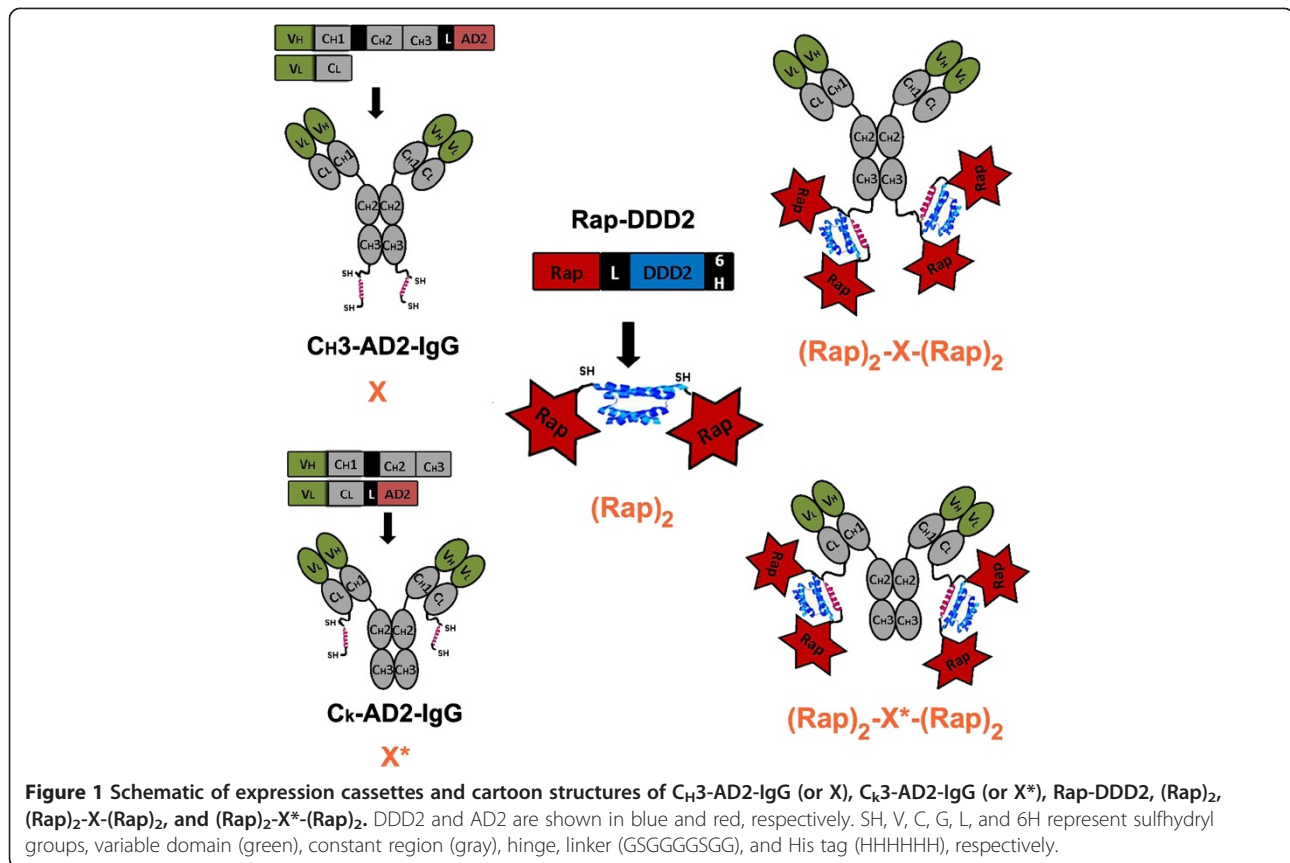 VH CH1 CH2 CH3 L AD2
VL CL
VL VH CL CH1
VH VL CH1 CL
CH2 CH2
CH3 CH3
SH SH
SH SH
CH3-AD2-IgG
X
VH CH1 CH2 CH3
VL CL L AD2
VL VH CL CH1
VH VL CH1 CL
SH CH2 CH2 SH
SH CH3 CH3 SH
Ck-AD2-IgG
X*
Rap-DDD2
Rap L DDD2 6 H
SH SH
Rap Rap
(Rap)2
VL VH CL CH1
VH VL CH1 CL
CH2 CH2
CH3 CH3
Rap Rap
Rap Rap
(Rap)2-X-(Rap)2
VL VH CL CH1
VH VL CH1 CL
Rap CH2 CH2 Rap
CH3 CH3
Rap Rap
(Rap)2-X*-(Rap)2
Figure 1 Schematic of expression cassettes and cartoon structures of CH3-AD2-IgG (or X), Ck3-AD2-IgG (or X*), Rap-DDD2, (Rap)2,
(Rap)2-X-(Rap)2, and (Rap)2-X*-(Rap)2. DDD2 and AD2 are shown in blue and red, respectively. SH, V, C, G, L, and 6H represent sulfhydryl
groups, variable domain (green), constant region (gray), hinge, linker (GSGGGGSGG), and His tag (HHHHHH), respectively.